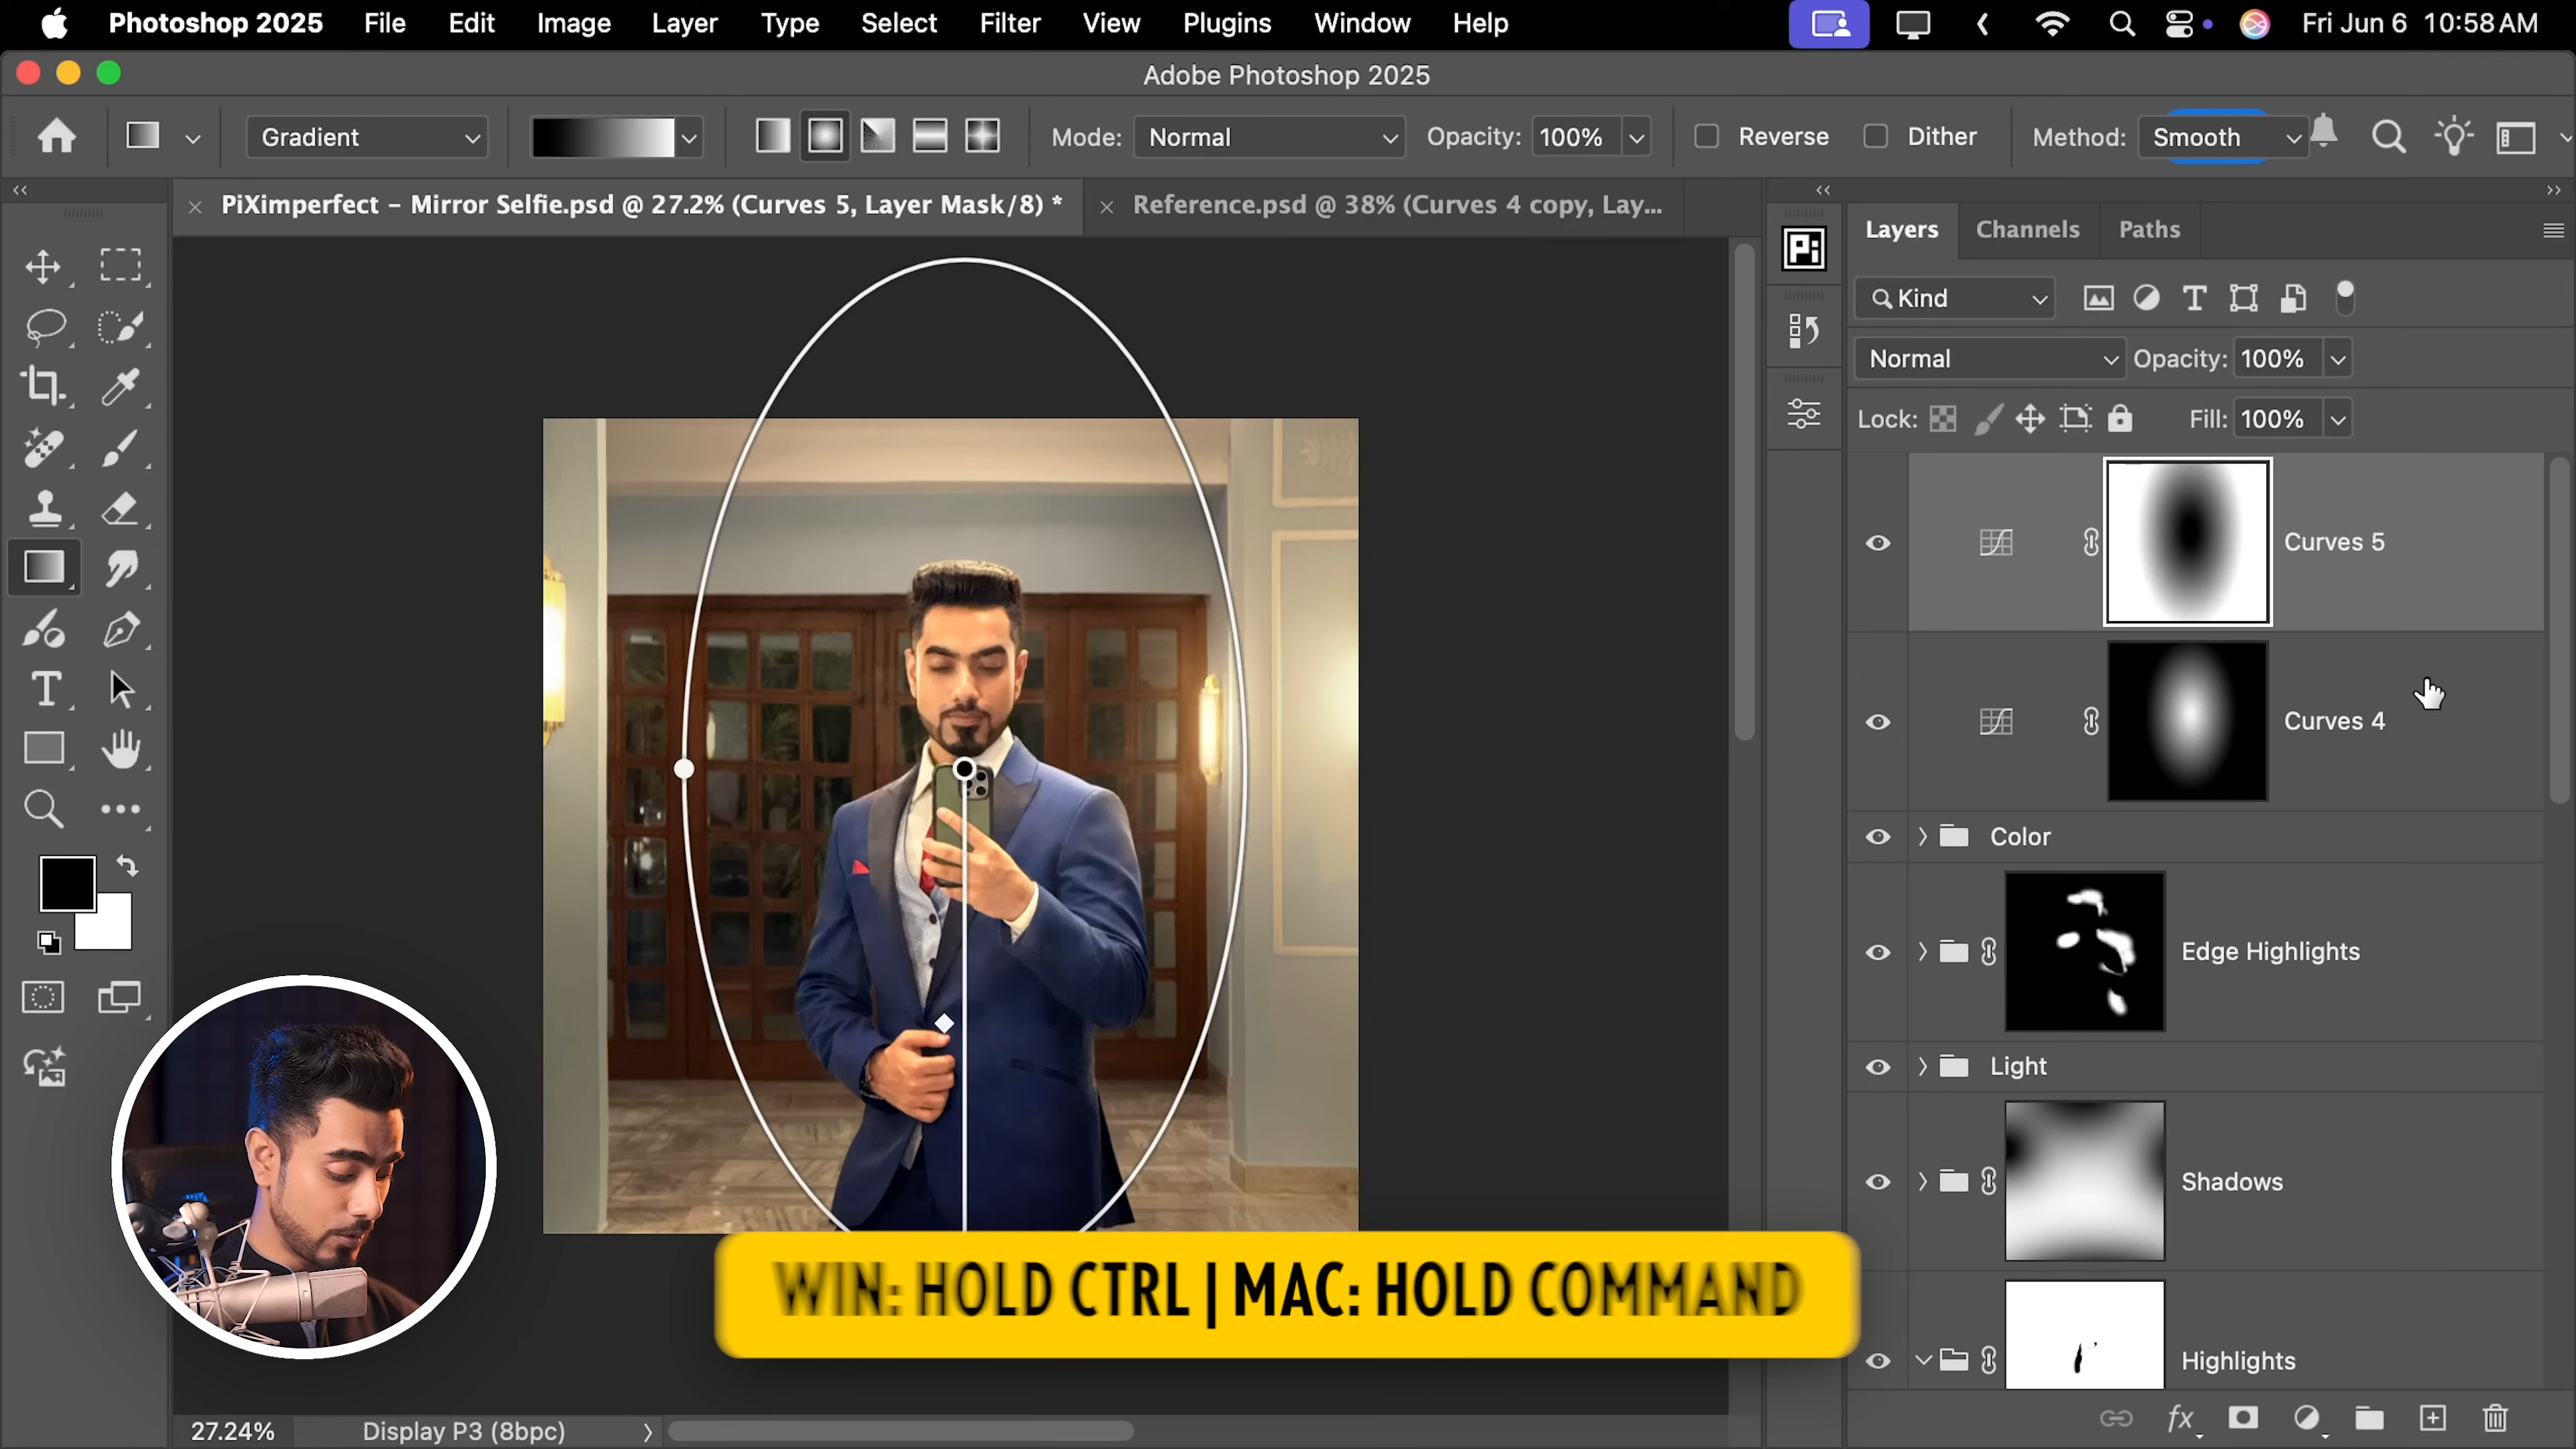 Photoshop 2025 File Edit Image Layer Type Select Filter View Plugins Window Help Fri Jun 6 10:58 AM
Adobe Photoshop 2025
Gradient Mode: Normal Opacity: 100% Reverse Dither Method: Smooth
PiXimperfect – Mirror Selfie.psd @ 27.2% (Curves 5, Layer Mask/8) *
Reference.psd @ 38% (Curves 4 copy, Lay...
Pi
Layers Channels Paths
Kind
Normal Opacity: 100%
Lock: Fill: 100%
Curves 5
Curves 4
Color
Edge Highlights
Light
Shadows
Highlights
WIN: HOLD CTRL | MAC: HOLD COMMAND
27.24% Display P3 (8bpc)
fx